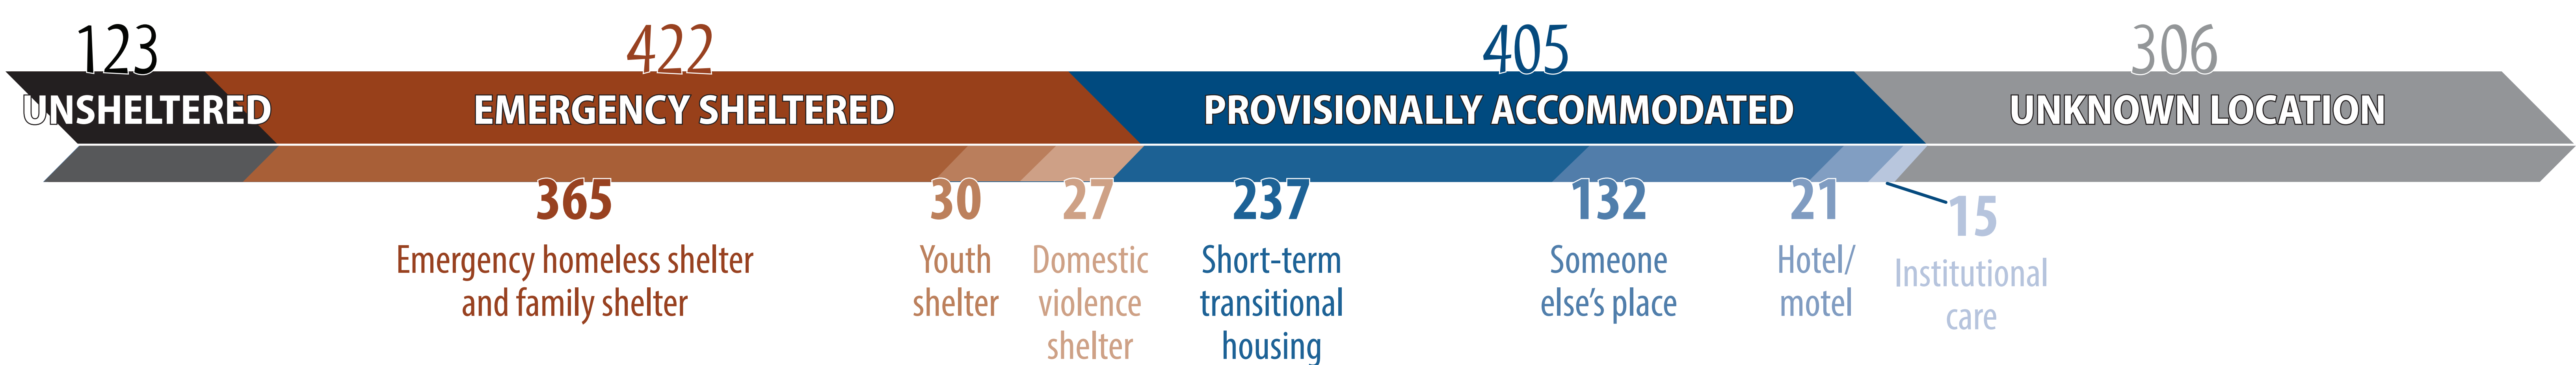 123
422
405
306
UNSHELTERED
EMERGENCY SHELTERED
PROVISIONALLY ACCOMMODATED
UNKNOWN LOCATION
365
Emergency homeless shelter
and family shelter
30
Youth
shelter
27
Domestic
violence
shelter
237
Short-term
transitional
housing
132
Someone
else's place
21
Hotel/
motel
15
Institutional
care